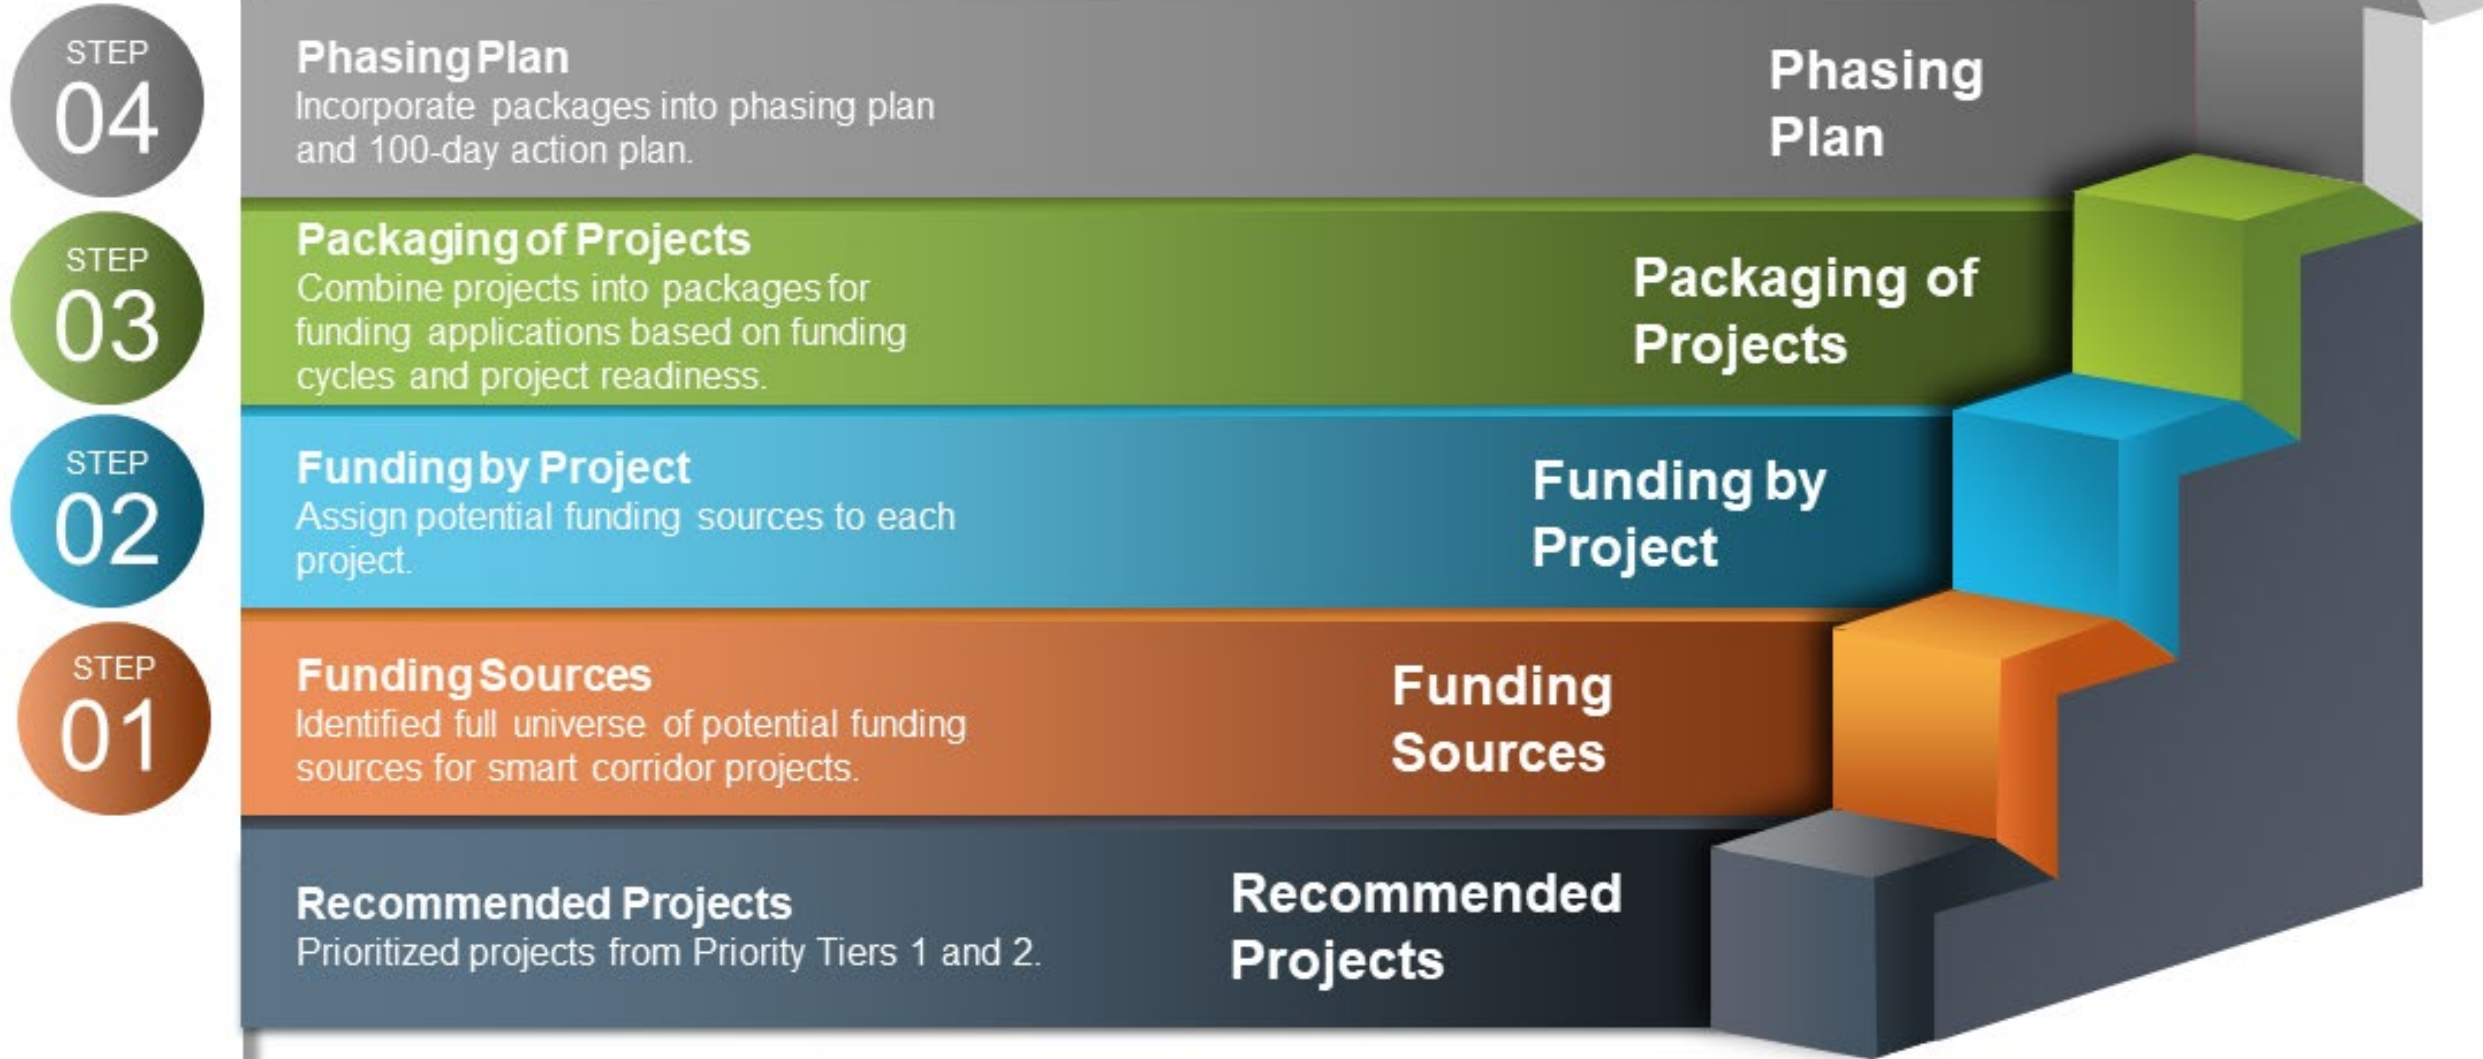 STEP
04
Phasing Plan
Incorporate packages into phasing plan
and 100-day action plan.
Phasing
Plan
STEP
03
Packaging of Projects
Combine projects into packages for
funding applications based on funding
cycles and project readiness.
Packaging of
Projects
STEP
02
Funding by Project
Assign potential funding sources to each
project.
Funding by
Project
STEP
01
Funding Sources
Identified full universe of potential funding
sources for smart corridor projects.
Funding
Sources
Recommended Projects
Prioritized projects from Priority Tiers 1 and 2.
Recommended
Projects